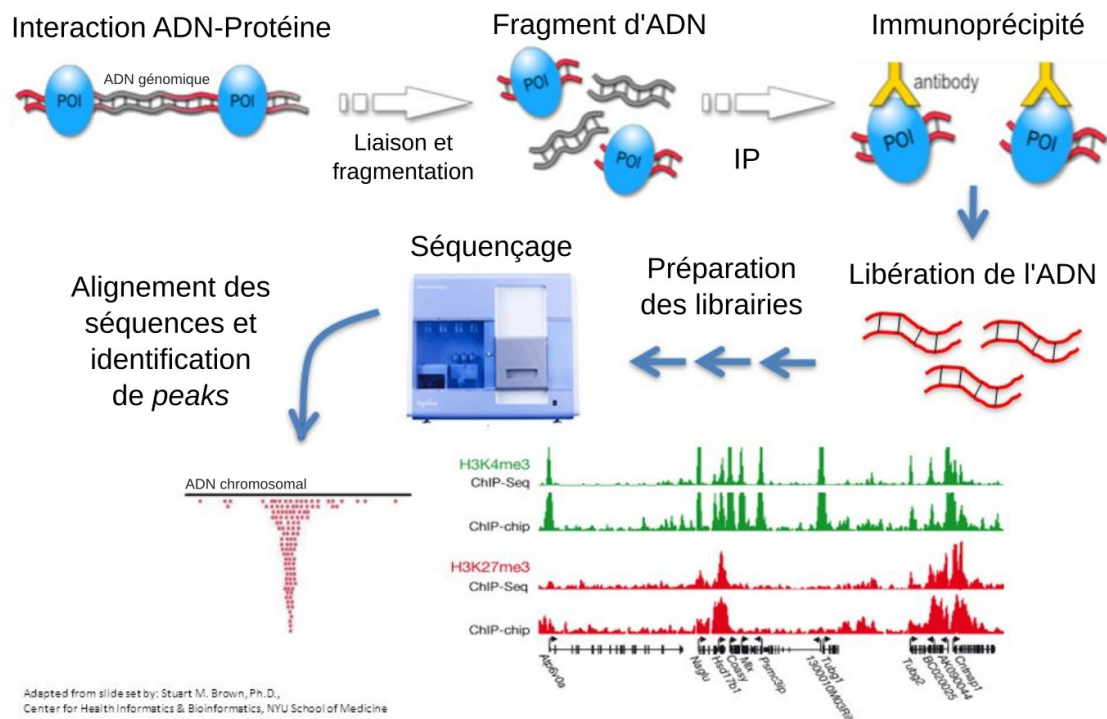 Interaction ADN-Protéine
Fragment d'ADN
Immunoprécipité
ADN génomique
POI
POI
POI
POI
antibody
POI
POI
Liaison et
fragmentation
IP
Séquençage
Préparation
des librairies
Libération de l'ADN
Alignement des
séquences et
identification
de peaks
ADN chromosomal
H3K4me3
ChIP-Seq
ChIP-chip
H3K27me3
ChIP-Seq
ChIP-chip
Atp6v0a
Naglu
Hsd17b1
Coasy
Mlx
Psmc3ip
1300010M03Ri
Tubg1
Tubg2
BC020025
AK090044
Cntnap1
Adapted from slide set by: Stuart M. Brown, Ph.D.,
Center for Health Informatics & Bioinformatics, NYU School of Medicine